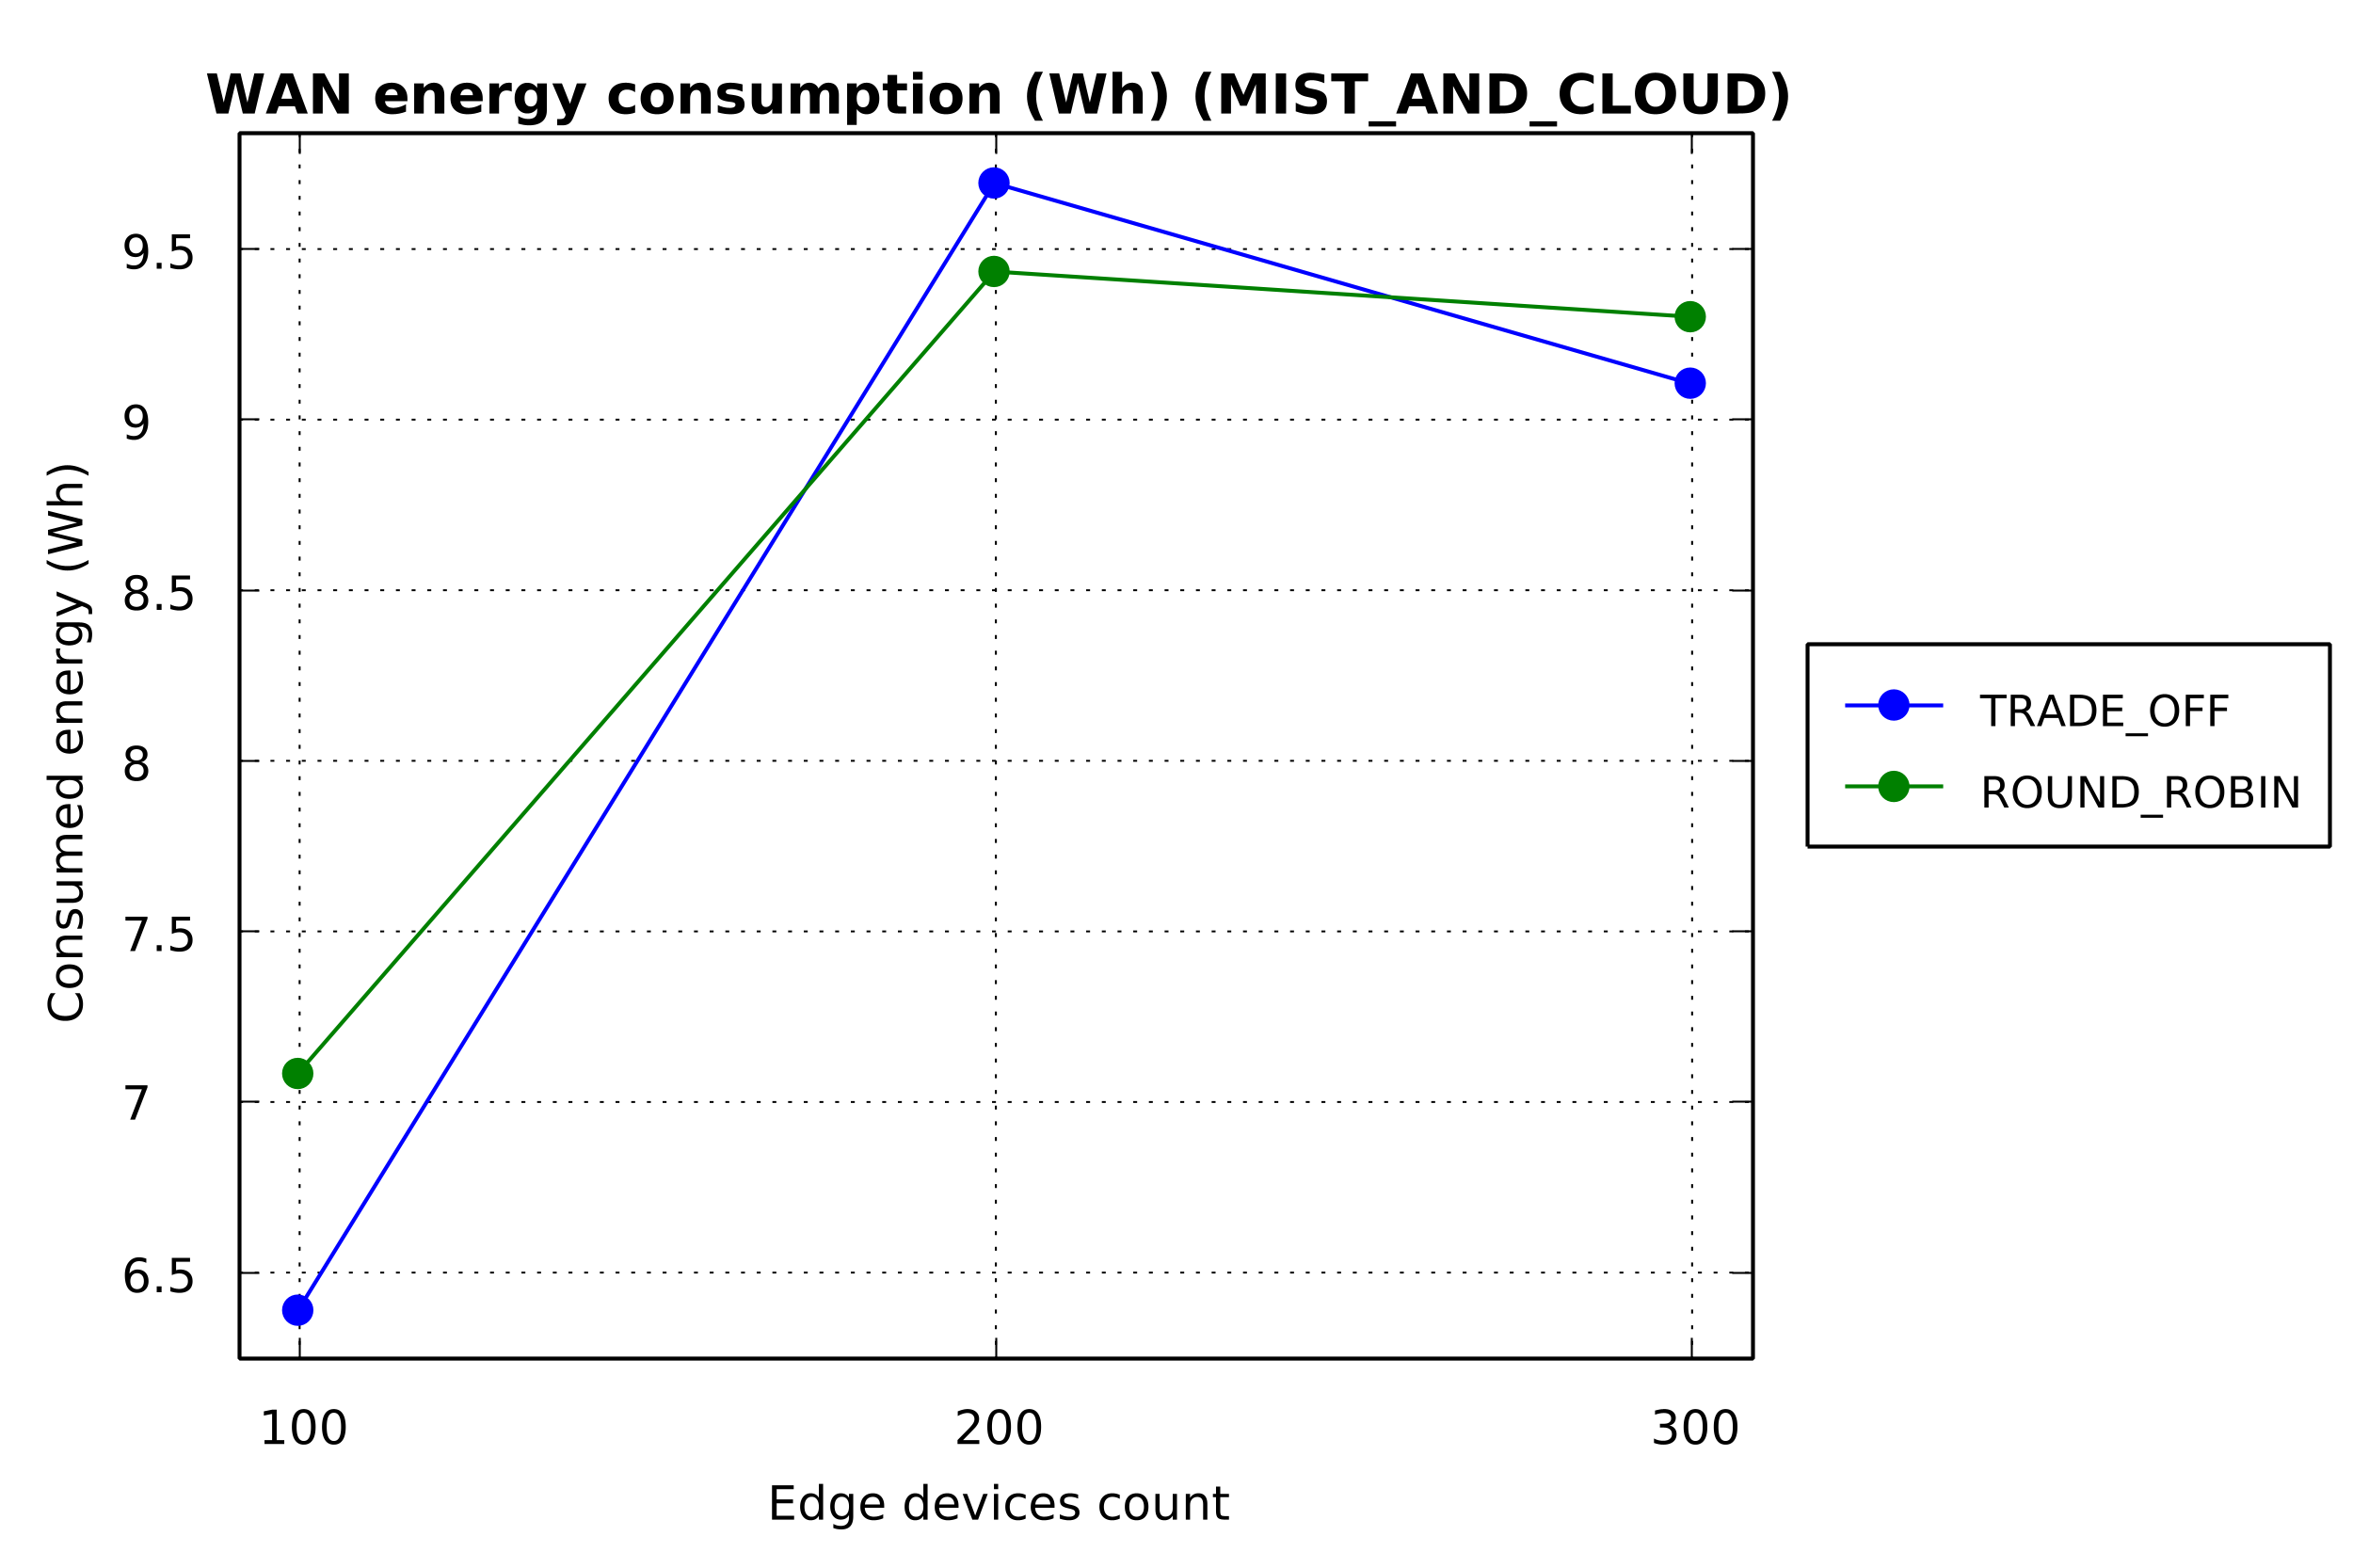 WAN energy consumption (Wh) (MIST_AND_CLOUD)
Consumed energy (Wh)
9.5
9
8.5
8
7.5
7
6.5
100 200 300
Edge devices count
TRADE_OFF
ROUND_ROBIN